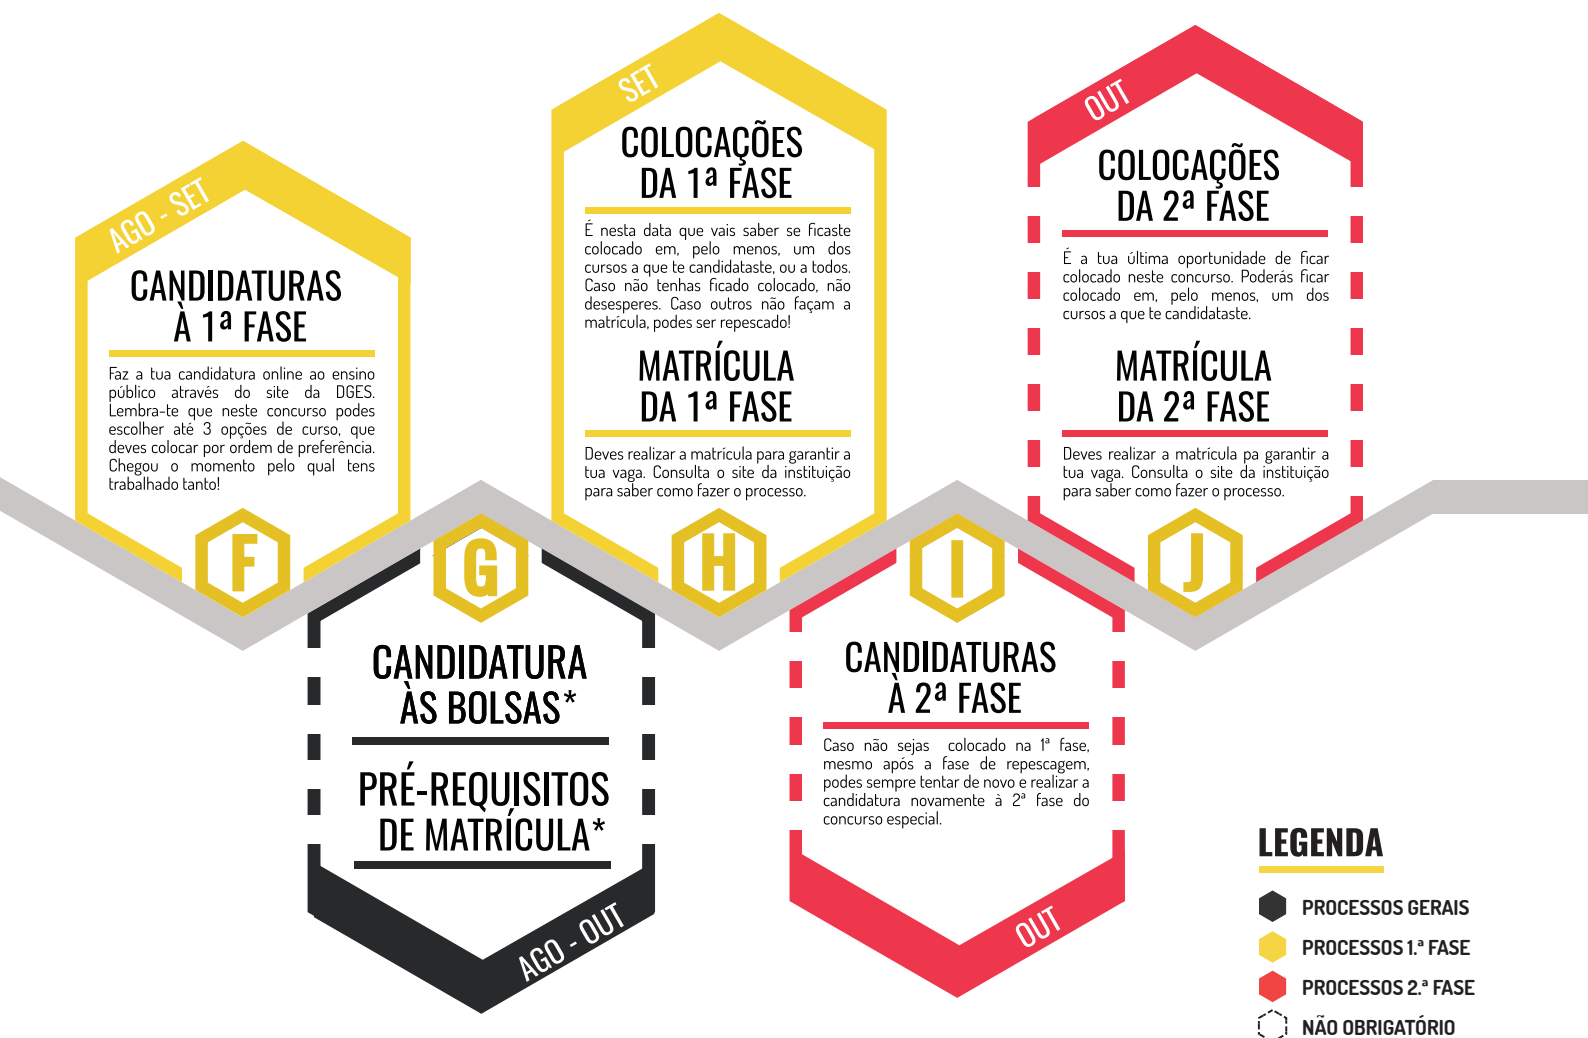 AGO - SET
CANDIDATURAS
À 1ª FASE
Faz a tua candidatura online ao ensino
público através do site da DGES.
Lembra-te que neste concurso podes
escolher até 3 opções de curso, que
deves colocar por ordem de preferência.
Chegou o momento pelo qual tens
trabalhado tanto!
F
G
CANDIDATURA
ÀS BOLSAS*
PRÉ-REQUISITOS
DE MATRÍCULA*
AGO - OUT
SET
COLOCAÇÕES
DA 1ª FASE
É nesta data que vais saber se ficaste
colocado em, pelo menos, um dos
cursos a que te candidataste, ou a todos.
Caso não tenhas ficado colocado, não
desesperes. Caso outros não façam a
matrícula, podes ser repescado!
MATRÍCULA
DA 1ª FASE
Deves realizar a matrícula para garantir a
tua vaga. Consulta o site da instituição
para saber como fazer o processo.
H
I
CANDIDATURAS
À 2ª FASE
Caso não sejas colocado na 1ª fase,
mesmo após a fase de repescagem,
podes sempre tentar de novo e realizar a
candidatura novamente à 2ª fase do
concurso especial.
OUT
OUT
COLOCAÇÕES
DA 2ª FASE
É a tua última oportunidade de ficar
colocado neste concurso. Poderás ficar
colocado em, pelo menos, um dos
cursos a que te candidataste.
MATRÍCULA
DA 2ª FASE
Deves realizar a matrícula pa garantir a
tua vaga. Consulta o site da instituição
para saber como fazer o processo.
J
LEGENDA
PROCESSOS GERAIS
PROCESSOS 1.ª FASE
PROCESSOS 2.ª FASE
NÃO OBRIGATÓRIO